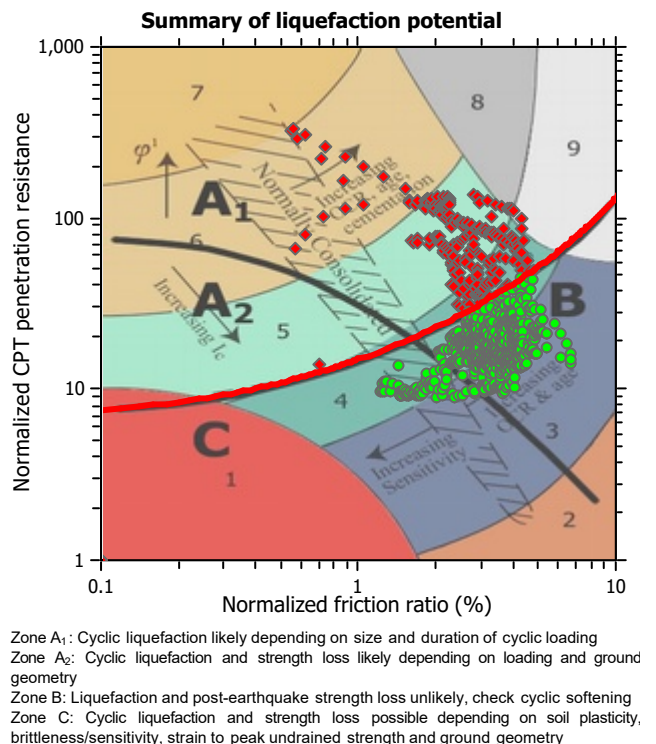 Summary of liquefaction potential
Normalized CPT penetration resistance
1,000
100
10
1
7
8
9
φ'
A1
Normally Consolidated
Increasing
OCR, age,
cementation
6
A2
Increasing Ic
5
B
4
C
1
Increasing
OCR & age
Increasing
Sensitivity
3
2
0.1
1
10
Normalized friction ratio (%)
Zone A1: Cyclic liquefaction likely depending on size and duration of cyclic loading
Zone A2: Cyclic liquefaction and strength loss likely depending on loading and ground
geometry
Zone B: Liquefaction and post-earthquake strength loss unlikely, check cyclic softening
Zone C: Cyclic liquefaction and strength loss possible depending on soil plasticity,
brittleness/sensitivity, strain to peak undrained strength and ground geometry